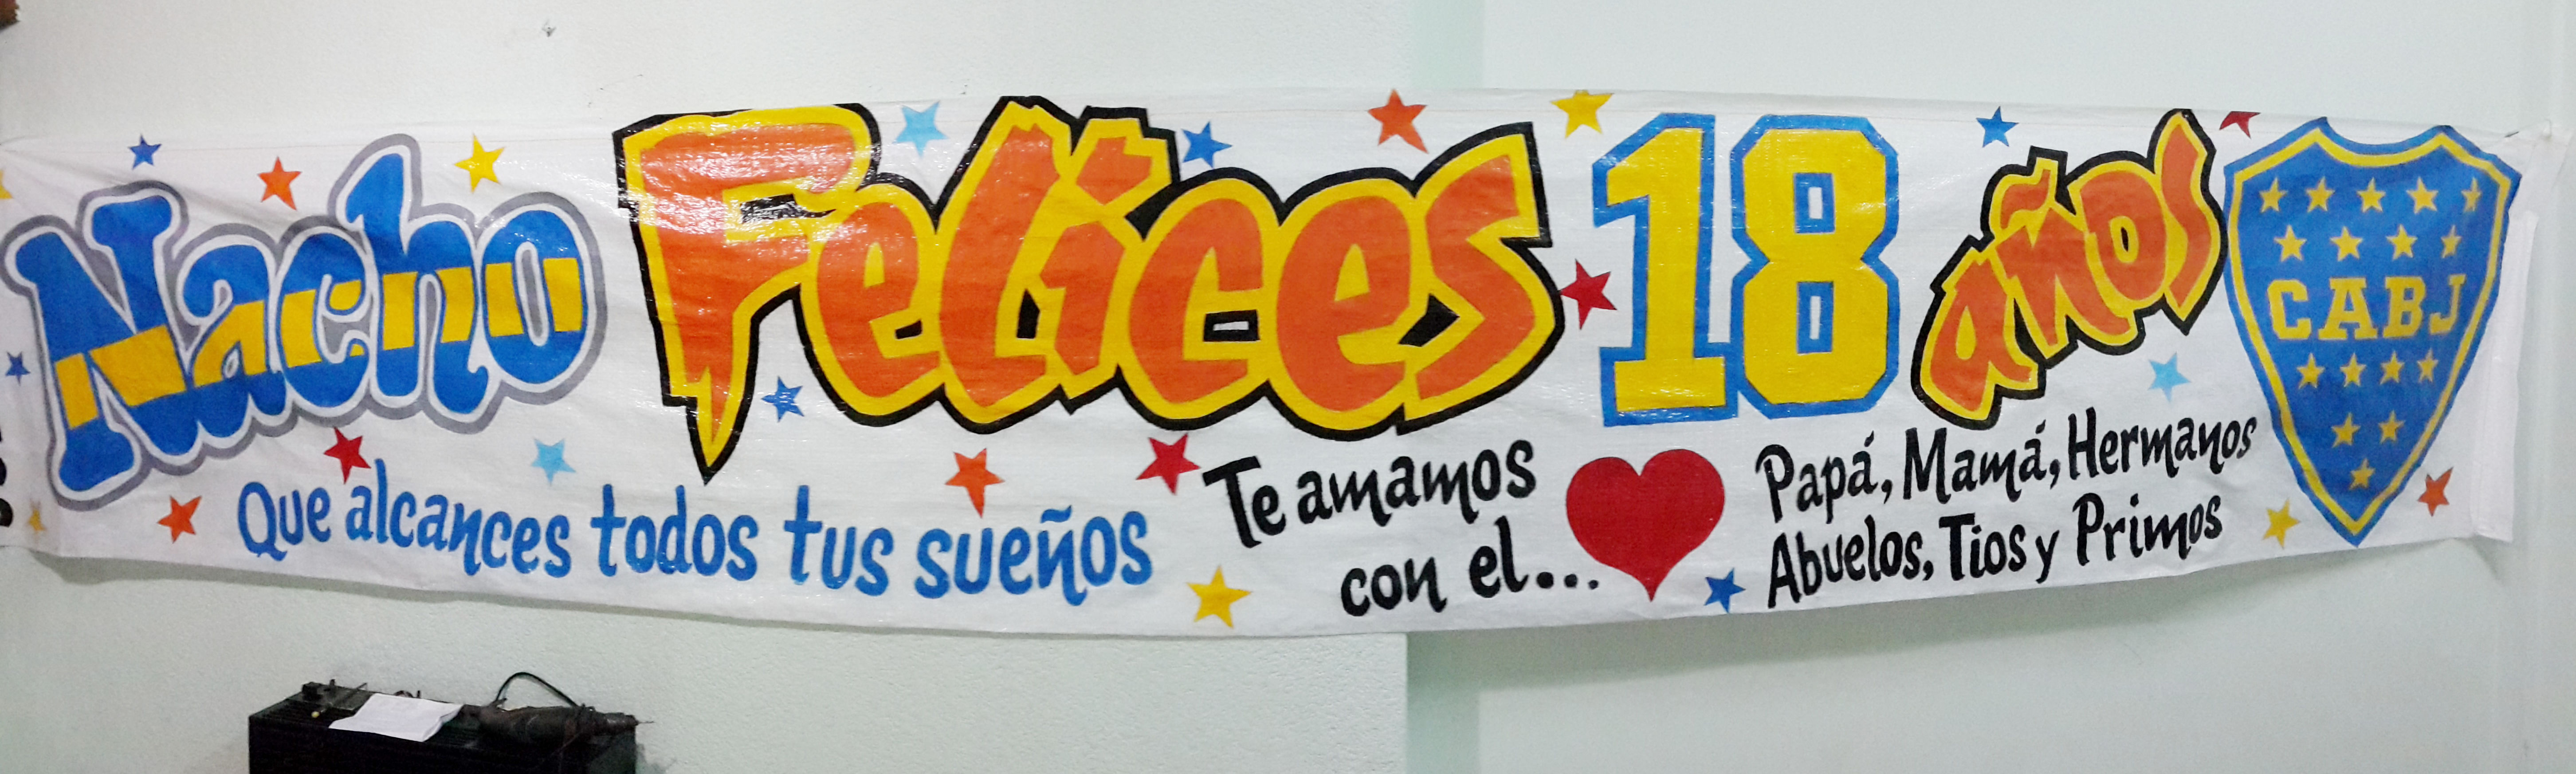 Nacho Felices 18 años
CABJ
Que alcances todos tus sueños
Te amamos
con el...
Papá, Mamá, Hermanos
Abuelos, Tios y Primos